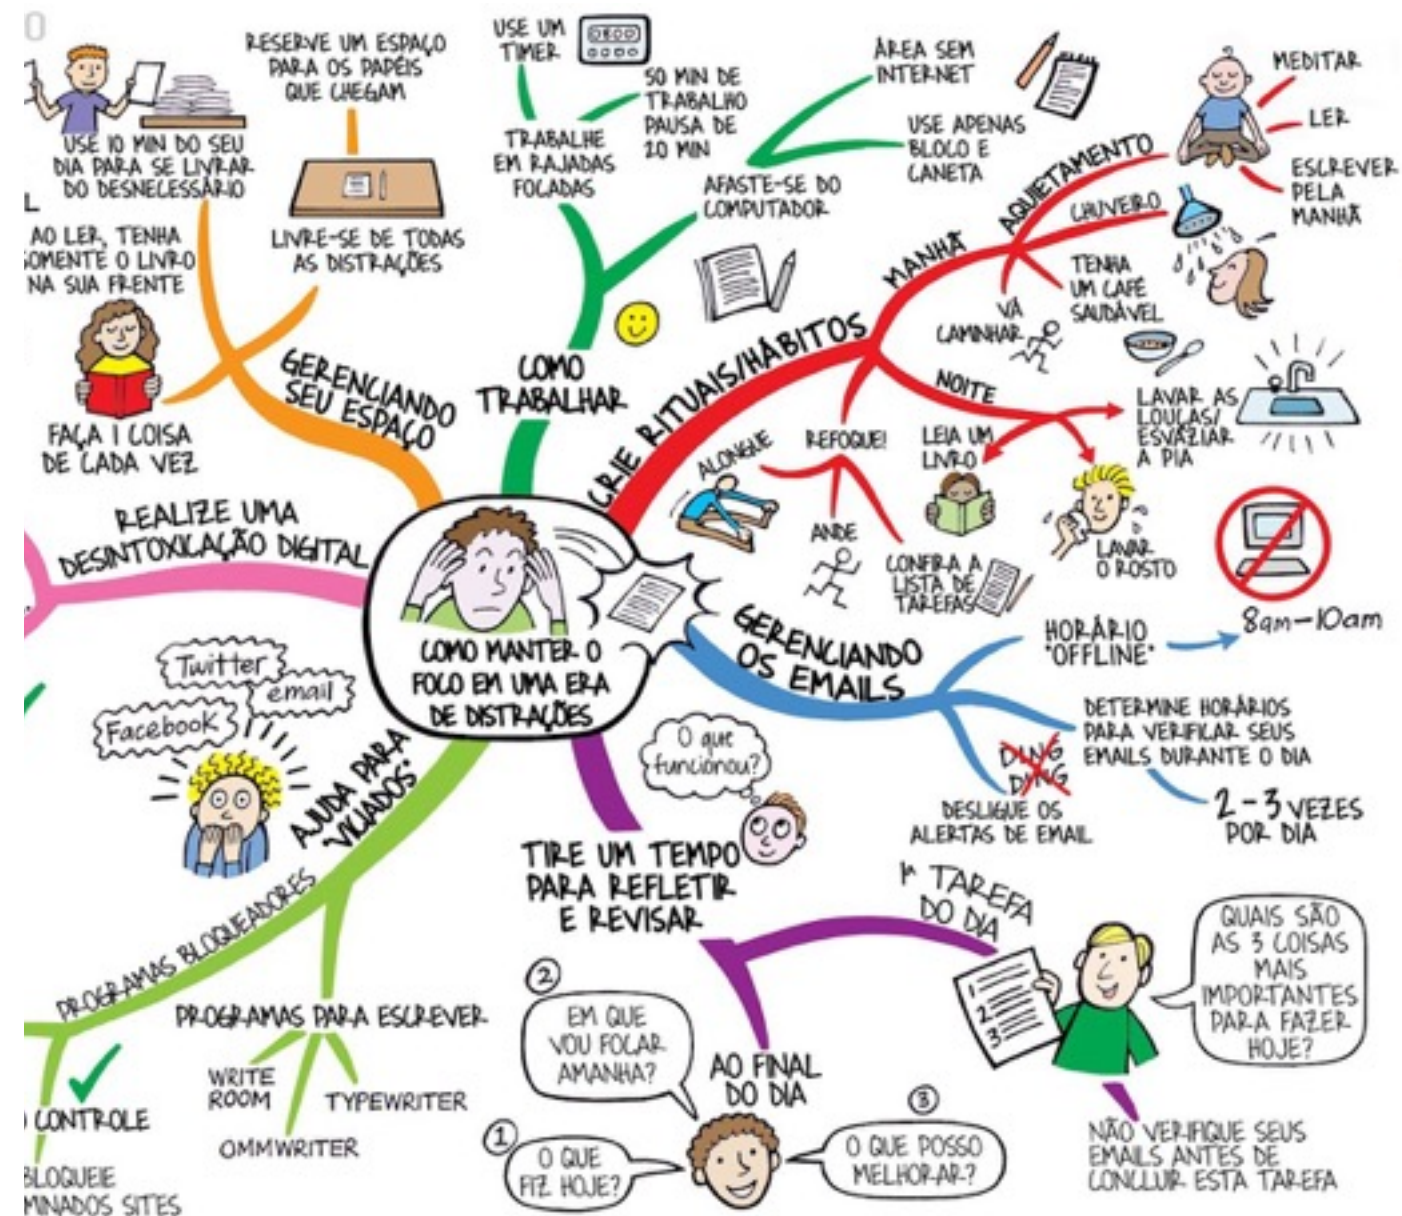 COMO MANTER O
FOCO EM UMA ERA
DE DISTRAÇÕES
GERENCIANDO
SEU ESPAÇO
USE 10 MIN DO SEU
DIA PARA SE LIVRAR
DO DESNECESSÁRIO
RESERVE UM ESPAÇO
PARA OS PAPÉIS
QUE CHEGAM
LIVRE-SE DE TODAS
AS DISTRAÇÕES
AO LER, TENHA
SOMENTE O LIVRO
NA SUA FRENTE
FAÇA 1 COISA
DE CADA VEZ
COMO
TRABALHAR
TRABALHE
EM RAJADAS
FOCADAS
USE UM
TIMER
50 MIN DE
TRABALHO
PAUSA DE
20 MIN
AFASTE-SE DO
COMPUTADOR
ÁREA SEM
INTERNET
USE APENAS
BLOCO E
CANETA
CRIE RITUAIS/HÁBITOS
MANHÃ
AQUIETAMENTO
MEDITAR
LER
ESCREVER
PELA
MANHÃ
CHUVEIRO
TENHA
UM CAFÉ
SAUDÁVEL
VÁ
CAMINHAR
NOITE
LAVAR AS
LOUÇAS/
ESVAZIAR
A PIA
LEIA UM
LIVRO
LAVAR
O ROSTO
REFOQUE!
ALONGUE
ANDE
CONFIRA A
LISTA DE
TAREFAS
GERENCIANDO
OS EMAILS
HORÁRIO
"OFFLINE"
8am-10am
DETERMINE HORÁRIOS
PARA VERIFICAR SEUS
EMAILS DURANTE O DIA
2-3 VEZES
POR DIA
DING
DING
DESLIGUE OS
ALERTAS DE EMAIL
TIRE UM TEMPO
PARA REFLETIR
E REVISAR
O que
funcionou?
1ª TAREFA
DO DIA
1
2
3
QUAIS SÃO
AS 3 COISAS
MAIS
IMPORTANTES
PARA FAZER
HOJE?
NÃO VERIFIQUE SEUS
EMAILS ANTES DE
CONCLUIR ESTA TAREFA
AO FINAL
DO DIA
1
O QUE
FIZ HOJE?
2
EM QUE
VOU FOCAR
AMANHA?
3
O QUE POSSO
MELHORAR?
AJUDA PARA
"VICIADOS"
Twitter
email
Facebook
PROGRAMAS BLOQUEADORES
PROGRAMAS PARA ESCREVER
WRITE
ROOM
OMMWRITER
TYPEWRITER
CONTROLE
BLOQUEIE
MINADOS SITES
REALIZE UMA
DESINTOXICAÇÃO DIGITAL